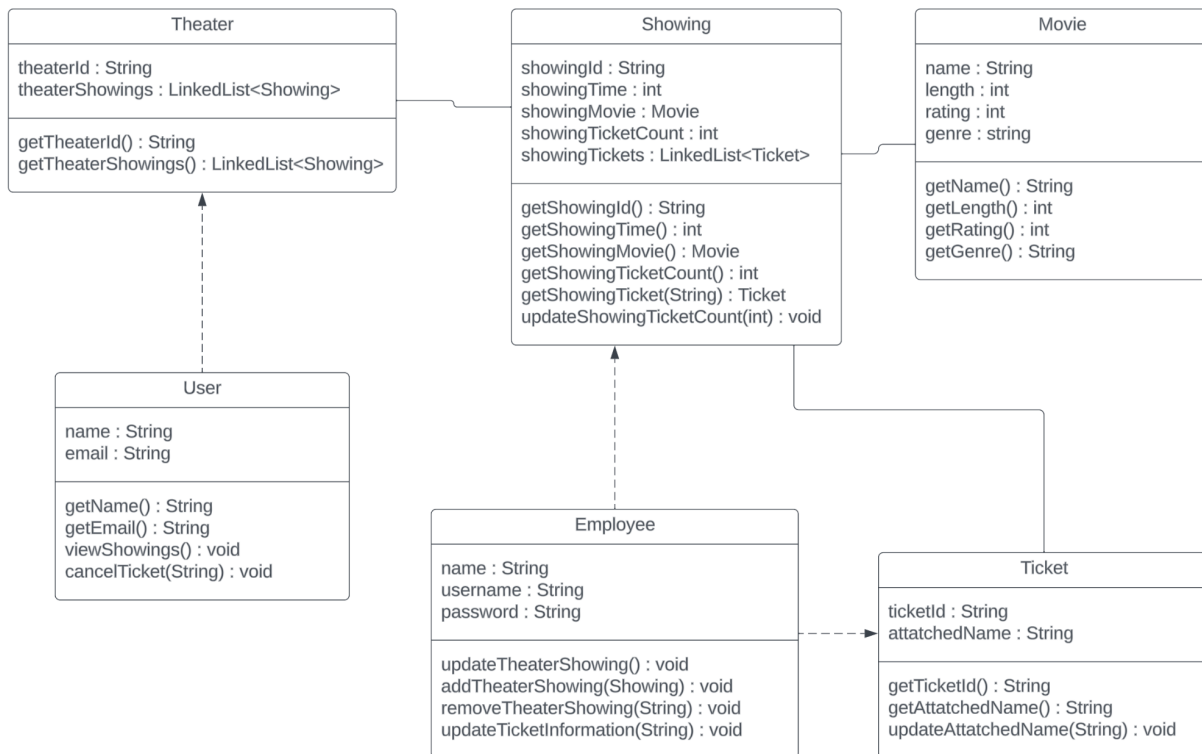 Theater
theaterId : String
theaterShowings : LinkedList<Showing>
getTheaterId() : String
getTheaterShowings() : LinkedList<Showing>
Showing
showingId : String
showingTime : int
showingMovie : Movie
showingTicketCount : int
showingTickets : LinkedList<Ticket>
getShowingId() : String
getShowingTime() : int
getShowingMovie() : Movie
getShowingTicketCount() : int
getShowingTicket(String) : Ticket
updateShowingTicketCount(int) : void
Movie
name : String
length : int
rating : int
genre : string
getName() : String
getLength() : int
getRating() : int
getGenre() : String
User
name : String
email : String
getName() : String
getEmail() : String
viewShowings() : void
cancelTicket(String) : void
Employee
name : String
username : String
password : String
updateTheaterShowing() : void
addTheaterShowing(Showing) : void
removeTheaterShowing(String) : void
updateTicketInformation(String) : void
Ticket
ticketId : String
attatchedName : String
getTicketId() : String
getAttatchedName() : String
updateAttatchedName(String) : void